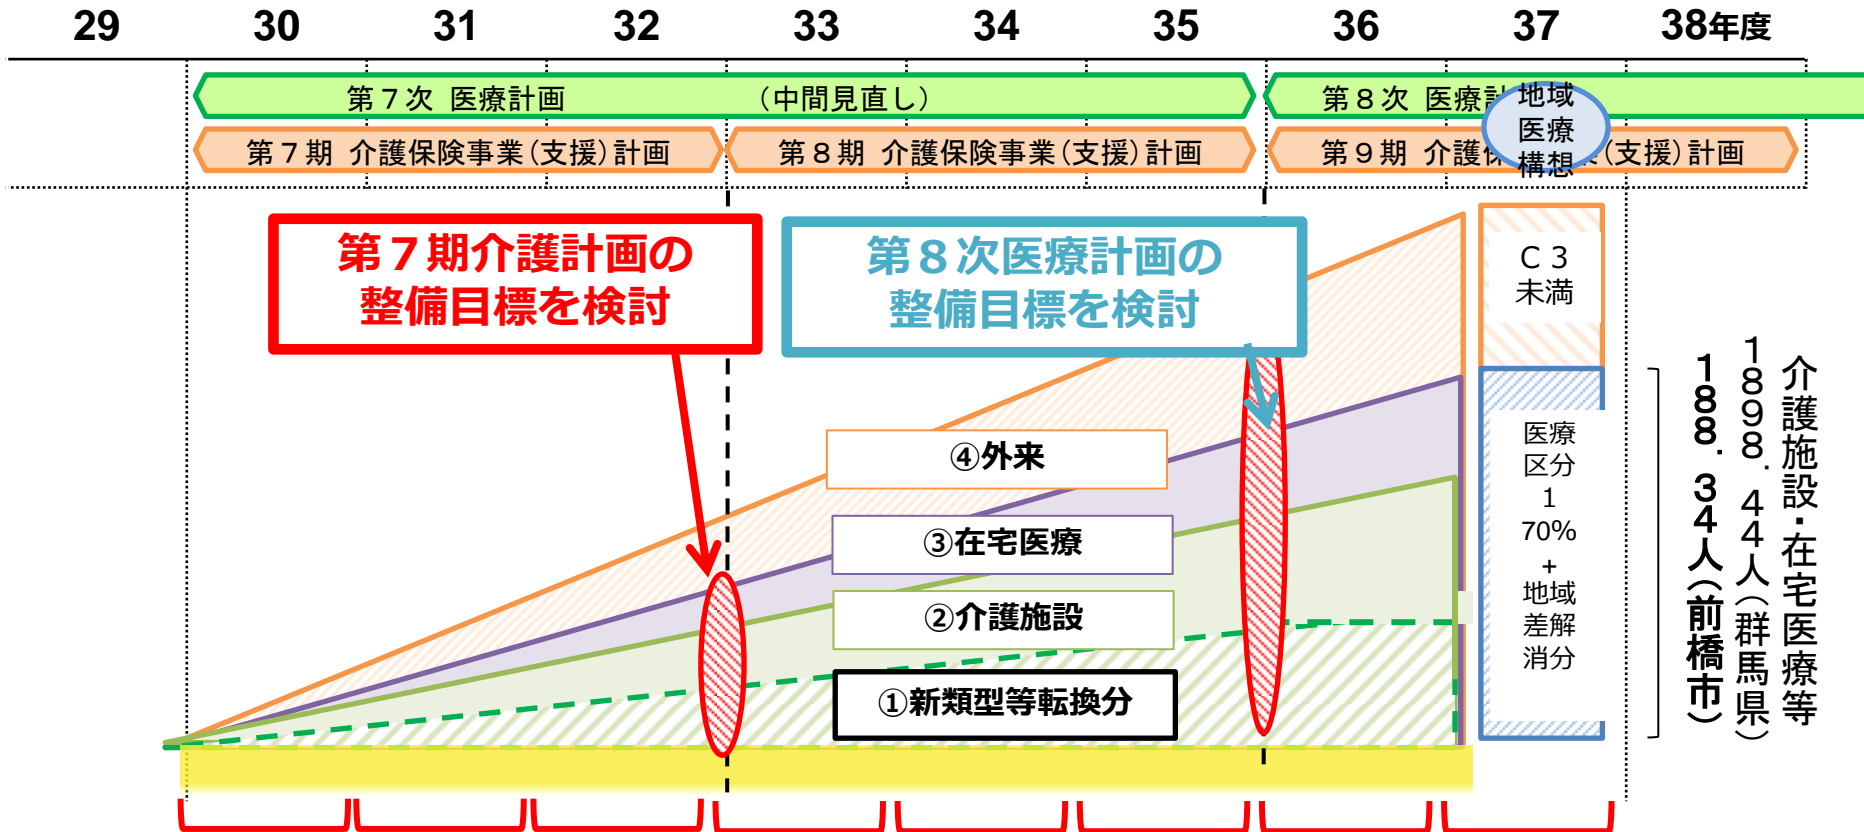 29 30 31 32 33 34 35 36 37 38年度
第７次 医療計画 （中間見直し）
第８次 医療計
第７期 介護保険事業（支援）計画
第８期 介護保険事業（支援）計画
第９期 介護保 （支援）計画
地域
医療
構想
第７期介護計画の
整備目標を検討
第８次医療計画の
整備目標を検討
Ｃ３
未満
④外来
③在宅医療
②介護施設
①新類型等転換分
医療
区分
１
70%
+
地域
差解
消分
介護施設・在宅医療等
１８９８．４４人（群馬県）
１８８．３４人（前橋市）